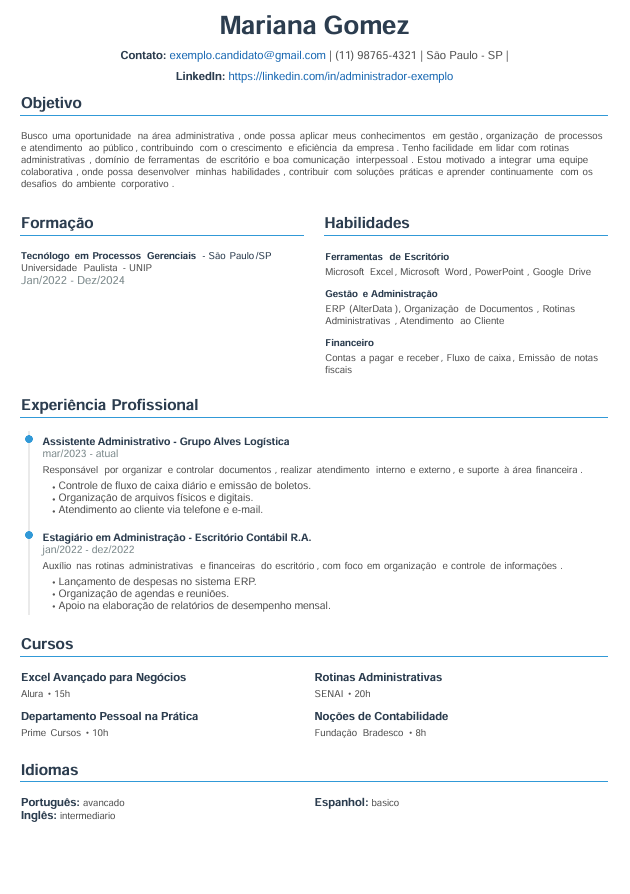 Mariana Gomez
Contato: exemplo.candidato@gmail.com | (11) 98765-4321 | São Paulo - SP |
LinkedIn: https://linkedin.com/in/administrador-exemplo
Objetivo
Busco uma oportunidade na área administrativa , onde possa aplicar meus conhecimentos em gestão , organização de processos
e atendimento ao público , contribuindo com o crescimento e eficiência da empresa . Tenho facilidade em lidar com rotinas
administrativas , domínio de ferramentas de escritório e boa comunicação interpessoal . Estou motivado a integrar uma equipe
colaborativa , onde possa desenvolver minhas habilidades , contribuir com soluções práticas e aprender continuamente com os
desafios do ambiente corporativo .
Formação
Tecnólogo em Processos Gerenciais - São Paulo/SP
Universidade Paulista - UNIP
Jan/2022 - Dez/2024
Habilidades
Ferramentas de Escritório
Microsoft Excel , Microsoft Word , PowerPoint , Google Drive
Gestão e Administração
ERP (AlterData ), Organização de Documentos , Rotinas
Administrativas , Atendimento ao Cliente
Financeiro
Contas a pagar e receber , Fluxo de caixa , Emissão de notas
fiscais
Experiência Profissional
Assistente Administrativo - Grupo Alves Logística
mar/2023 - atual
Responsável por organizar e controlar documentos , realizar atendimento interno e externo , e suporte à área financeira .
• Controle de fluxo de caixa diário e emissão de boletos.
• Organização de arquivos físicos e digitais.
• Atendimento ao cliente via telefone e e-mail.
Estagiário em Administração - Escritório Contábil R.A.
jan/2022 - dez/2022
Auxílio nas rotinas administrativas e financeiras do escritório , com foco em organização e controle de informações .
• Lançamento de despesas no sistema ERP.
• Organização de agendas e reuniões.
• Apoio na elaboração de relatórios de desempenho mensal.
Cursos
Excel Avançado para Negócios
Alura • 15h
Rotinas Administrativas
SENAI • 20h
Departamento Pessoal na Prática
Prime Cursos • 10h
Noções de Contabilidade
Fundação Bradesco • 8h
Idiomas
Português: avancado
Espanhol: basico
Inglês: intermediario